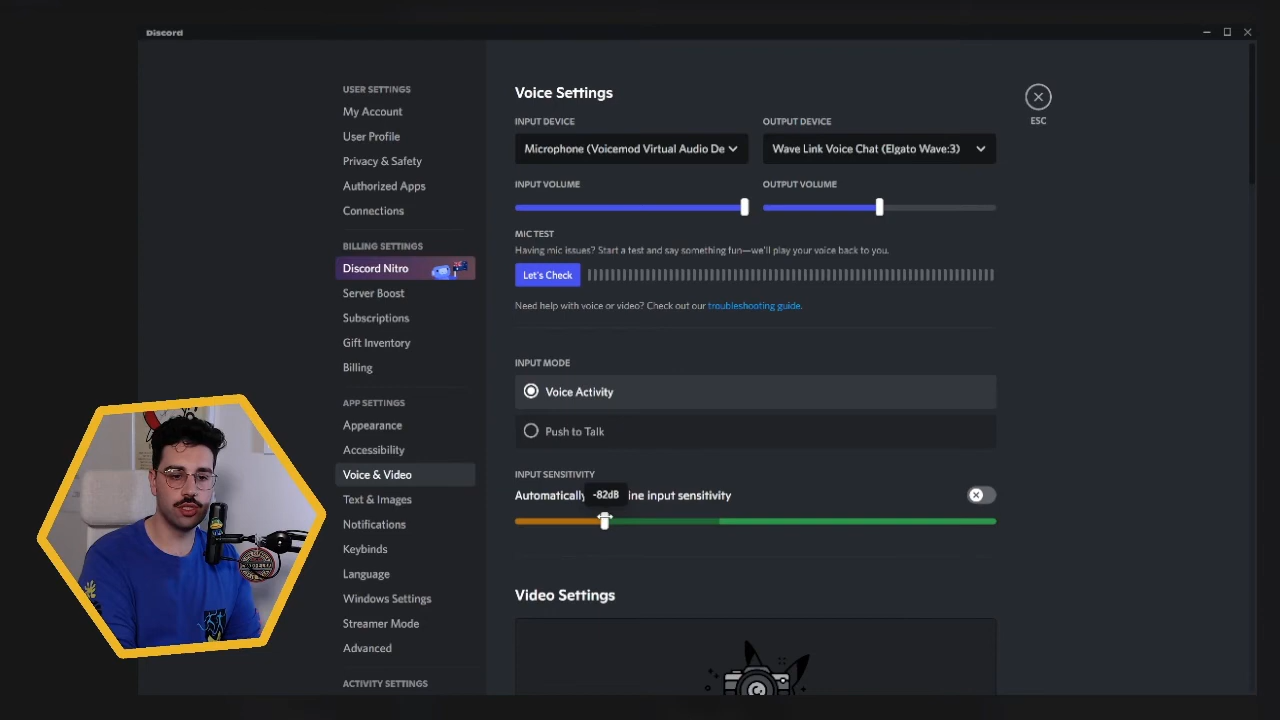 Discord
USER SETTINGS
My Account
User Profile
Privacy & Safety
Authorized Apps
Connections
BILLING SETTINGS
Discord Nitro
Server Boost
Subscriptions
Gift Inventory
Billing
APP SETTINGS
Appearance
Accessibility
Voice & Video
Text & Images
Notifications
Keybinds
Language
Windows Settings
Streamer Mode
Advanced
ACTIVITY SETTINGS
Voice Settings
INPUT DEVICE
Microphone (Voicemod Virtual Audio De
OUTPUT DEVICE
Wave Link Voice Chat (Elgato Wave:3)
INPUT VOLUME
OUTPUT VOLUME
MIC TEST
Having mic issues? Start a test and say something fun—we'll play your voice back to you.
Let's Check
Need help with voice or video? Check out our troubleshooting guide.
INPUT MODE
Voice Activity
Push to Talk
INPUT SENSITIVITY
Automatically -82dB ine input sensitivity
Video Settings
ESC